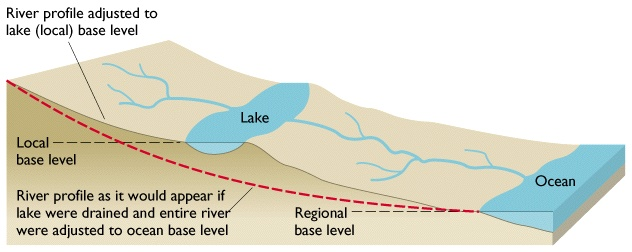 River profile adjusted to
lake (local) base level
Lake
Local
base level
Ocean
River profile as it would appear if
lake were drained and entire river
were adjusted to ocean base level
Regional
base level